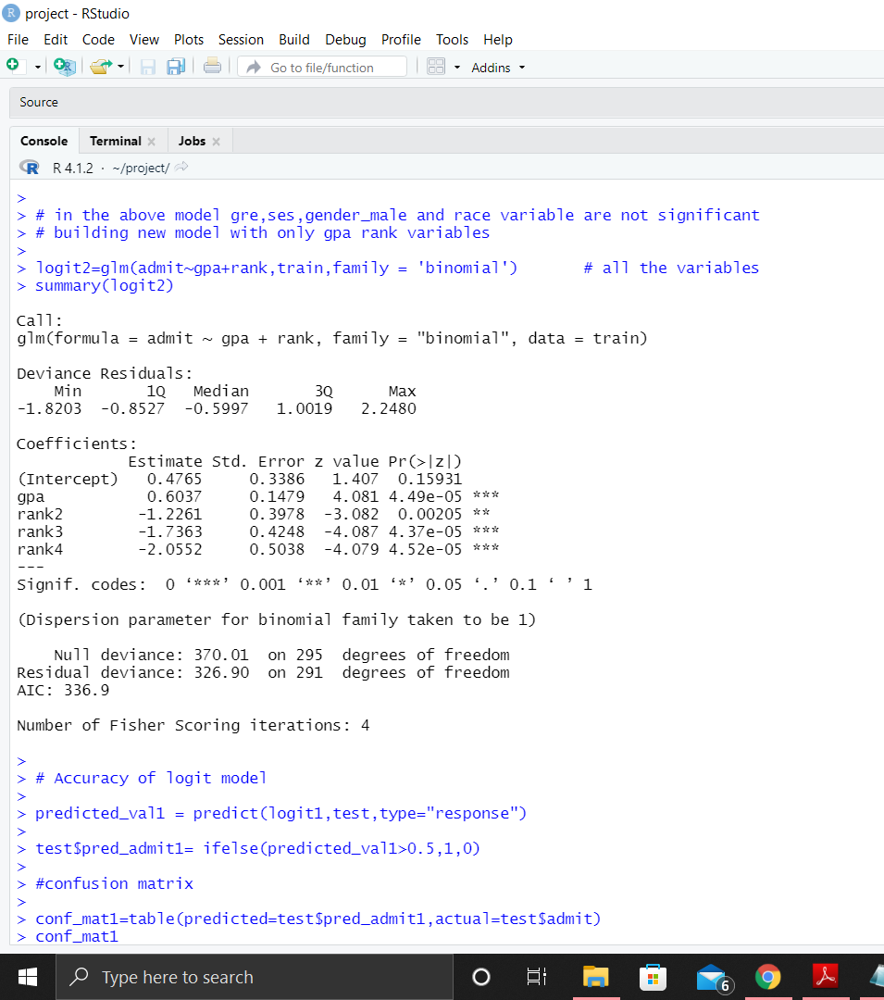 R project - RStudio
File Edit Code View Plots Session Build Debug Profile Tools Help
Go to file/function Addins
Source
Console Terminal Jobs
R R 4.1.2 · ~/project/
>
> # in the above model gre,ses,gender_male and race variable are not significant
> # building new model with only gpa rank variables
>
> logit2=glm(admit~gpa+rank,train,family = 'binomial')       # all the variables
> summary(logit2)
Call:
glm(formula = admit ~ gpa + rank, family = "binomial", data = train)
Deviance Residuals:
    Min       1Q   Median       3Q      Max
-1.8203  -0.8527  -0.5997   1.0019   2.2480
Coefficients:
            Estimate Std. Error z value Pr(>|z|)
(Intercept)   0.4765     0.3386   1.407  0.15931
gpa           0.6037     0.1479   4.081 4.49e-05 ***
rank2        -1.2261     0.3978  -3.082  0.00205 **
rank3        -1.7363     0.4248  -4.087 4.37e-05 ***
rank4        -2.0552     0.5038  -4.079 4.52e-05 ***
---
Signif. codes:  0 ‘***’ 0.001 ‘**’ 0.01 ‘*’ 0.05 ‘.’ 0.1 ‘ ’ 1
(Dispersion parameter for binomial family taken to be 1)
    Null deviance: 370.01  on 295  degrees of freedom
Residual deviance: 326.90  on 291  degrees of freedom
AIC: 336.9
Number of Fisher Scoring iterations: 4
>
> # Accuracy of logit model
>
> predicted_val1 = predict(logit1,test,type="response")
>
> test$pred_admit1= ifelse(predicted_val1>0.5,1,0)
>
> #confusion matrix
>
> conf_mat1=table(predicted=test$pred_admit1,actual=test$admit)
> conf_mat1
Type here to search 6